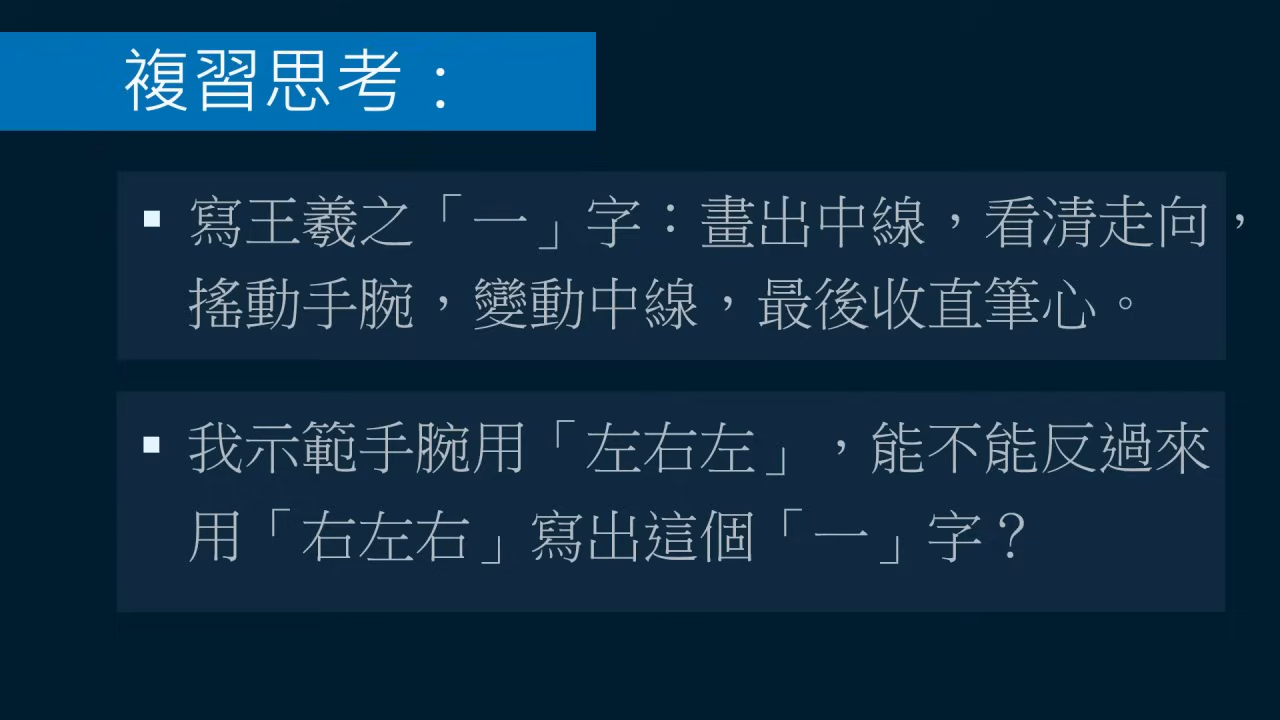 複習思考：
▪ 寫王羲之「一」字：畫出中線，看清走向，
搖動手腕，變動中線，最後收直筆心。
▪ 我示範手腕用「左右左」，能不能反過來
用「右左右」寫出這個「一」字？